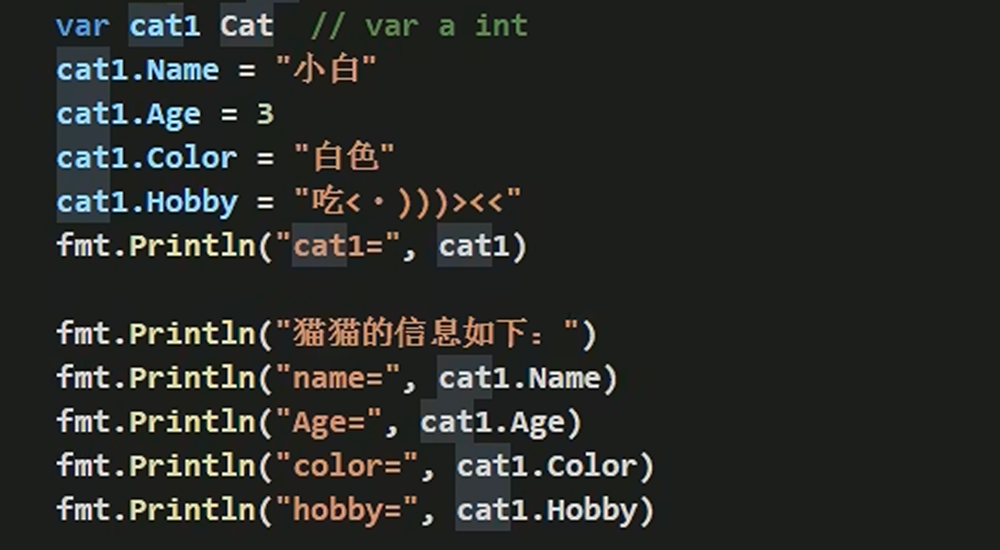 var cat1 Cat  // var a int
cat1.Name = "小白"
cat1.Age = 3
cat1.Color = "白色"
cat1.Hobby = "吃<·)))><<"
fmt.Println("cat1=", cat1)
fmt.Println("猫猫的信息如下：")
fmt.Println("name=", cat1.Name)
fmt.Println("Age=", cat1.Age)
fmt.Println("color=", cat1.Color)
fmt.Println("hobby=", cat1.Hobby)